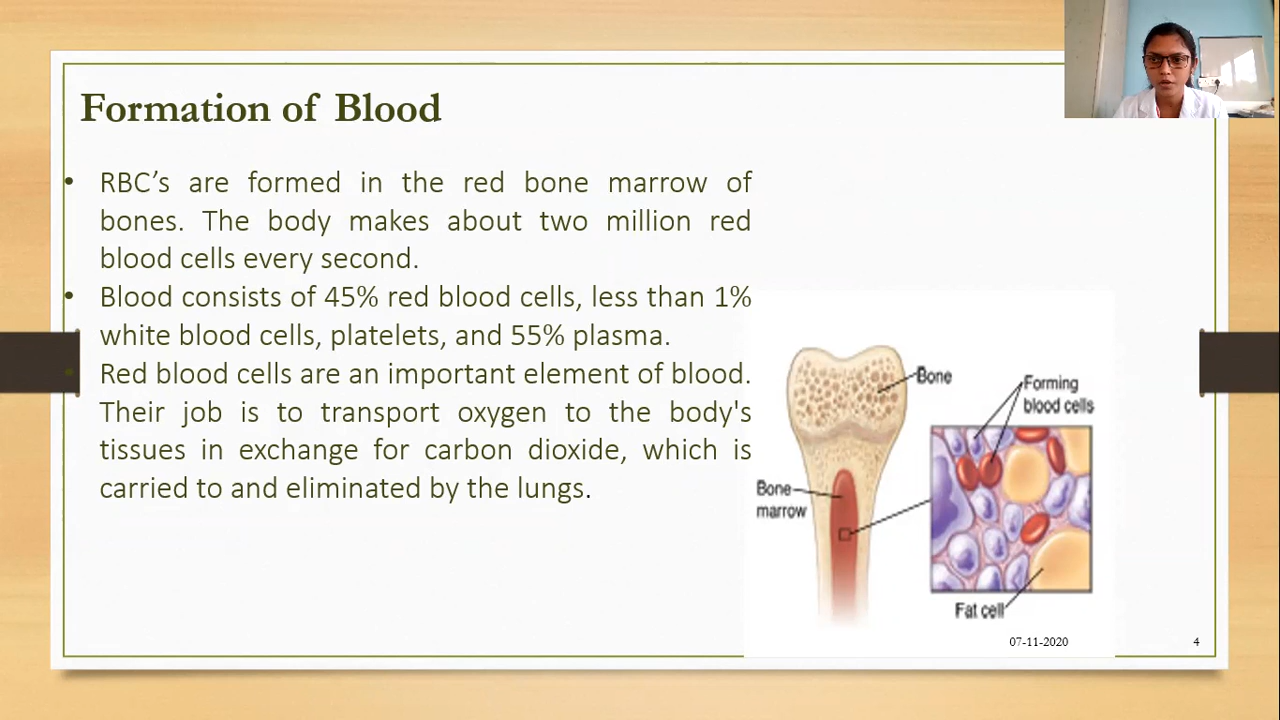 Formation of Blood
• RBC’s are formed in the red bone marrow of
bones. The body makes about two million red
blood cells every second.
• Blood consists of 45% red blood cells, less than 1%
white blood cells, platelets, and 55% plasma.
• Red blood cells are an important element of blood.
Their job is to transport oxygen to the body's
tissues in exchange for carbon dioxide, which is
carried to and eliminated by the lungs.
Bone
Forming
blood cells
Bone
marrow
Fat cell
07-11-2020
4